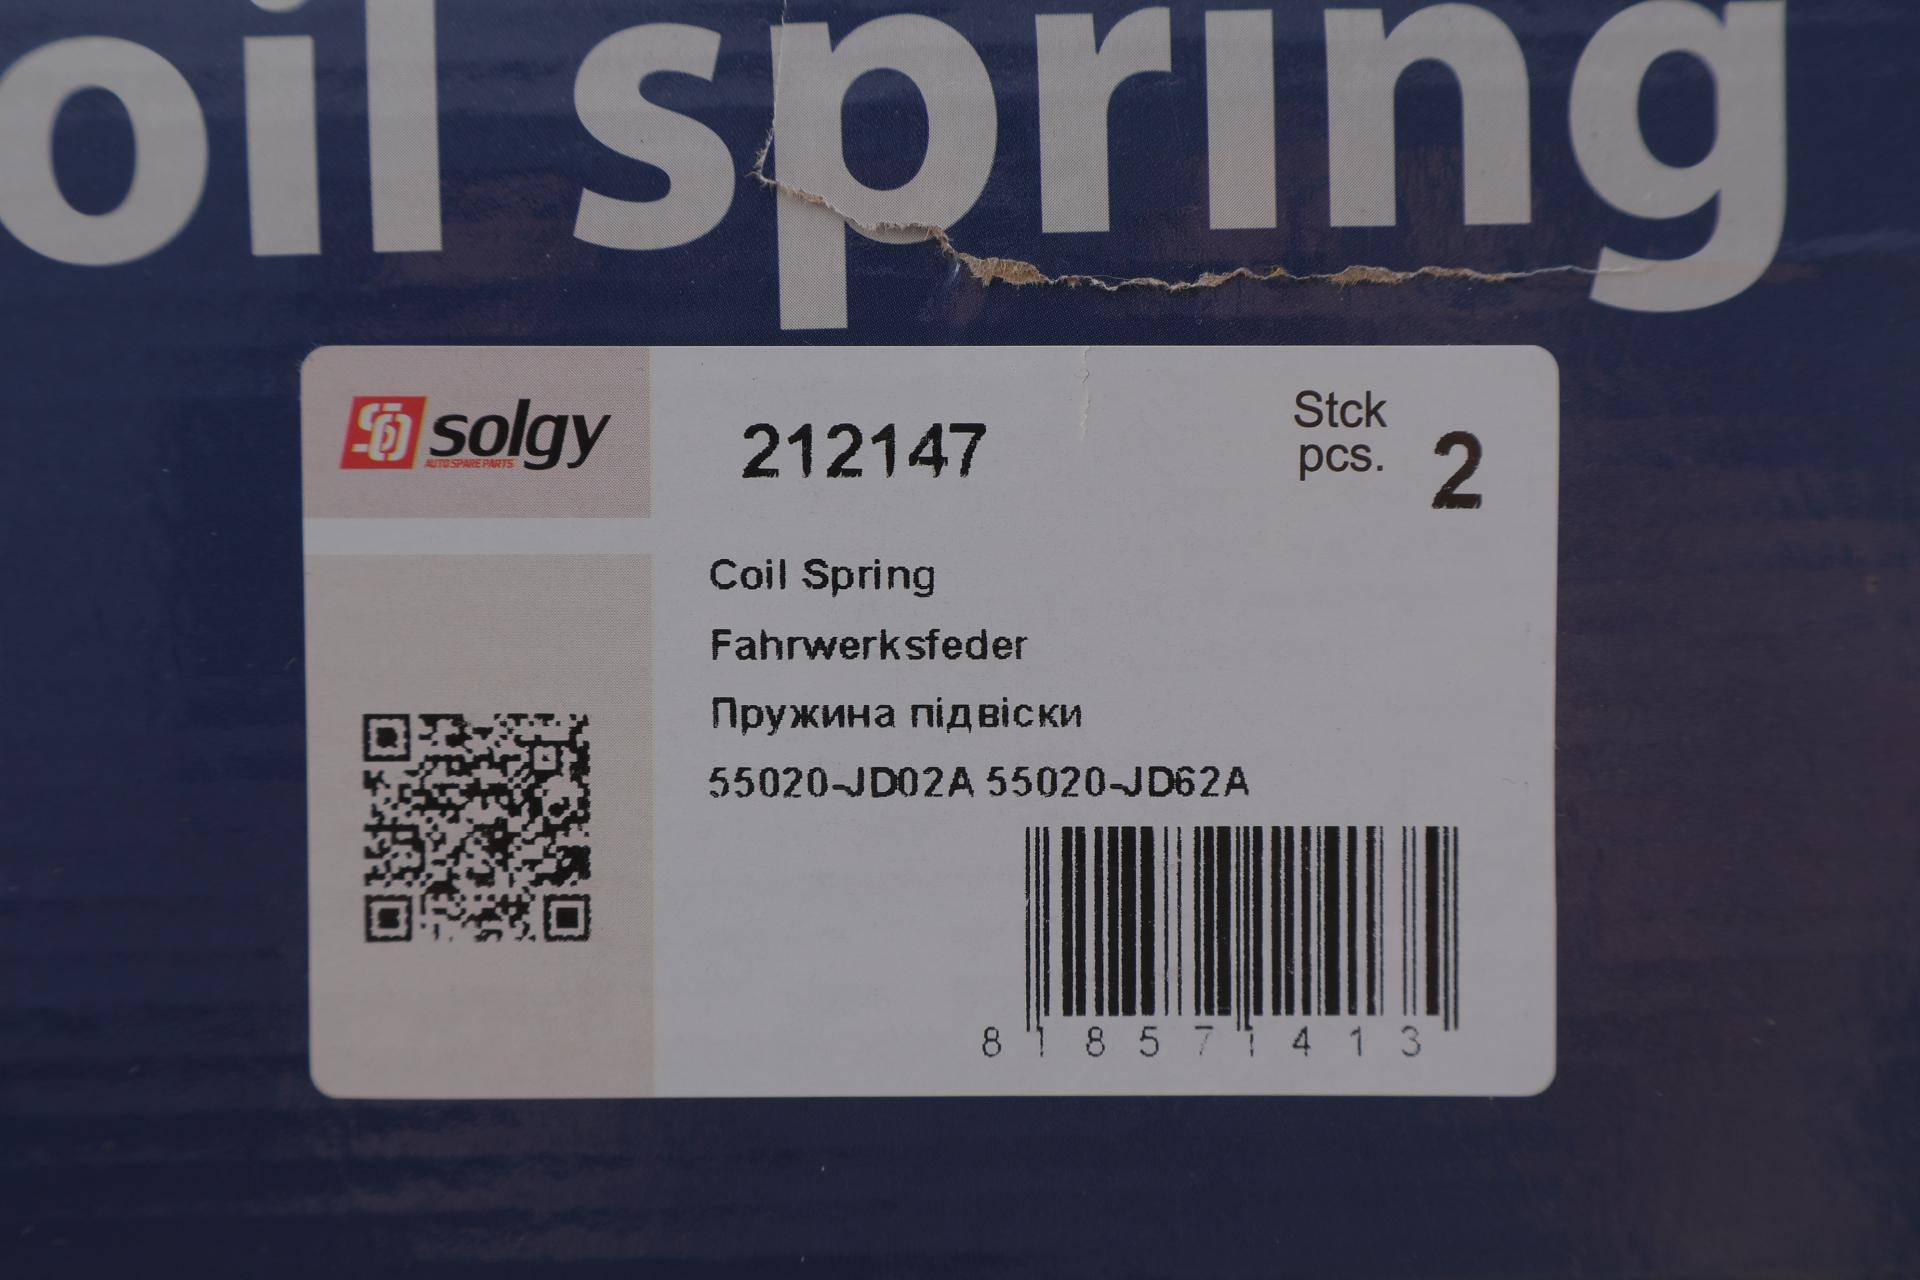 oil spring
solgy
AUTO SPARE PARTS
212147
Stck
pcs. 2
Coil Spring
Fahrwerksfeder
Пружина підвіски
55020-JD02A 55020-JD62A
8 1 8 5 7 1 4 1 3